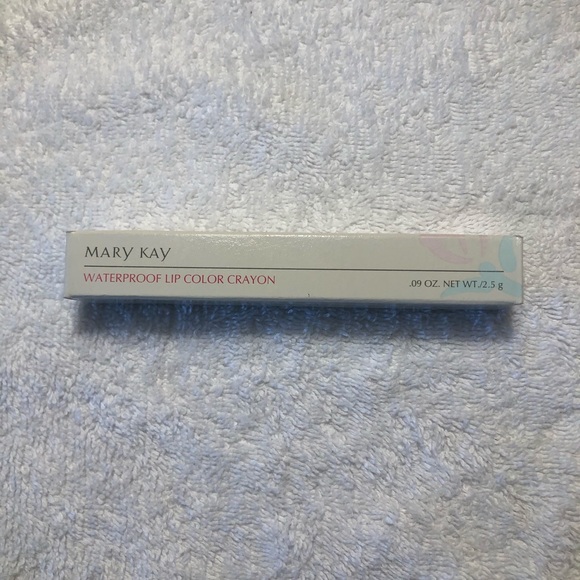 MARY KAY
WATERPROOF LIP COLOR CRAYON
.09 OZ. NET WT./2.5 g